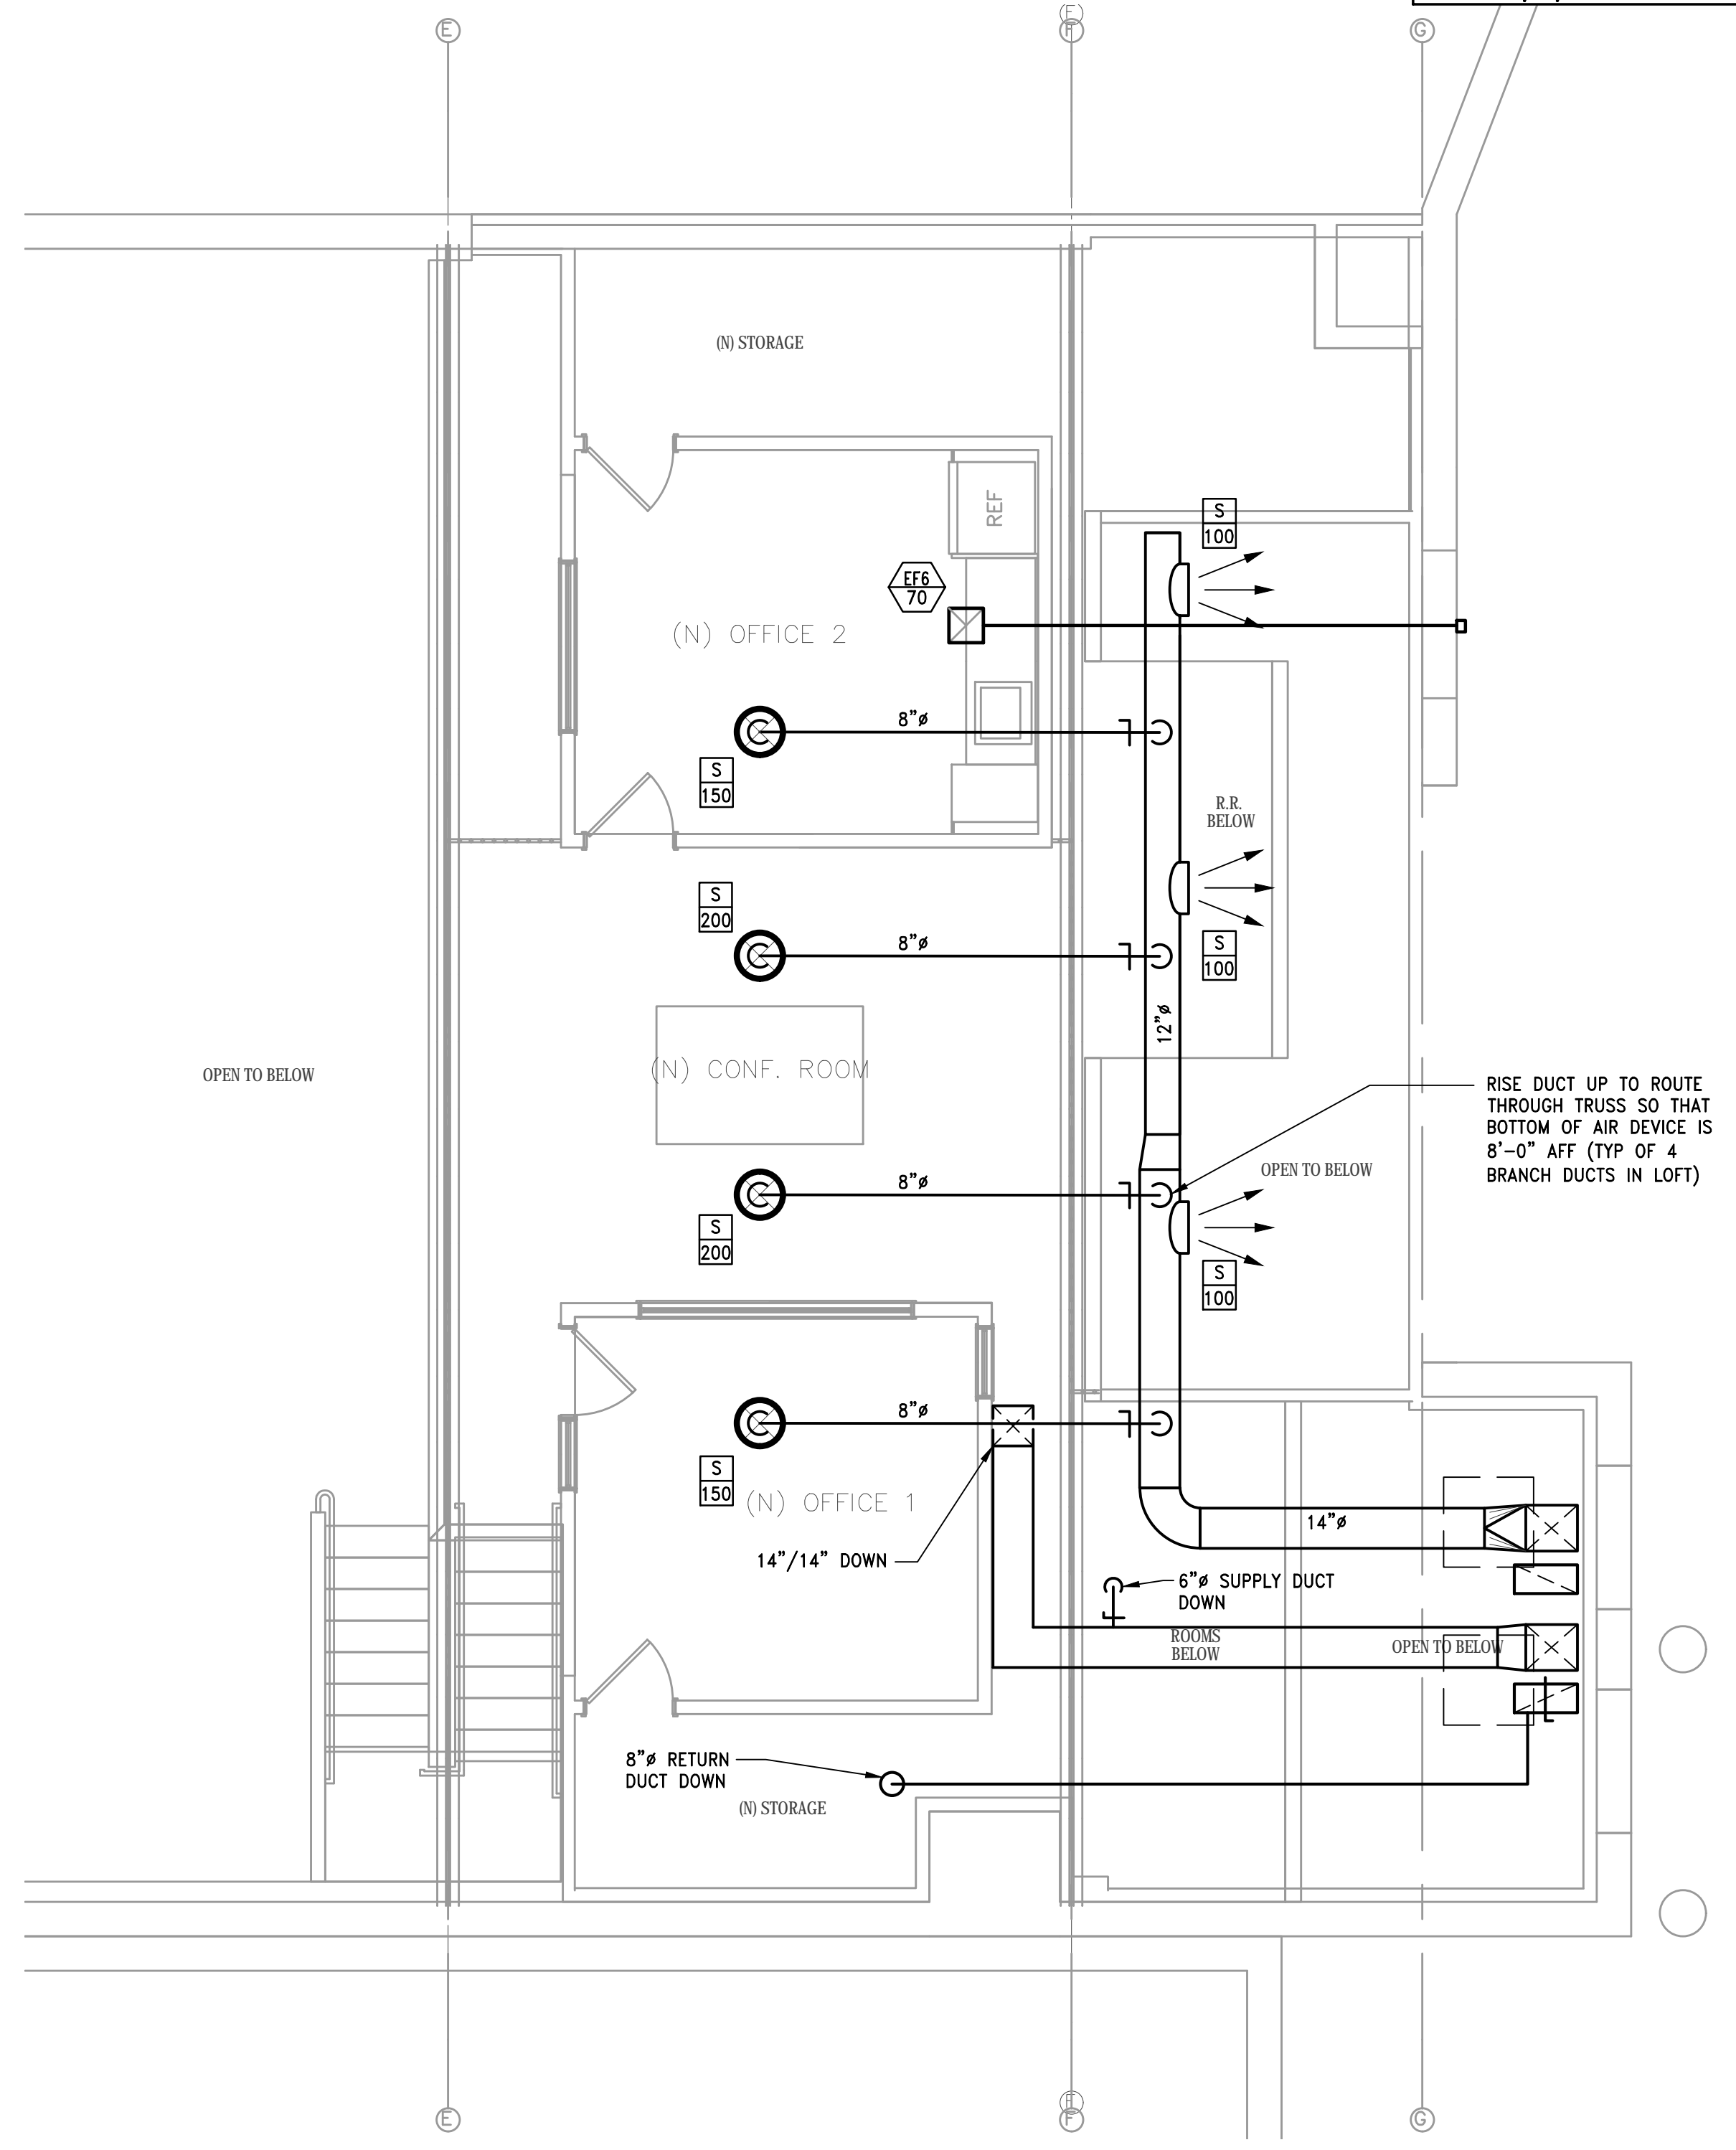 E
(E)
F
G
(N) STORAGE
REF
S
100
EF6
70
(N) OFFICE 2
8"ø
S
150
R.R.
BELOW
S
200
8"ø
S
100
12"ø
(N) CONF. ROOM
OPEN TO BELOW
RISE DUCT UP TO ROUTE
THROUGH TRUSS SO THAT
BOTTOM OF AIR DEVICE IS
8'-0" AFF (TYP OF 4
BRANCH DUCTS IN LOFT)
OPEN TO BELOW
8"ø
S
200
S
100
8"ø
S
150
(N) OFFICE 1
14"ø
14"/14" DOWN
6"ø SUPPLY DUCT
DOWN
ROOMS
BELOW
OPEN TO BELOW
8"ø RETURN
DUCT DOWN
(N) STORAGE
E
F
G